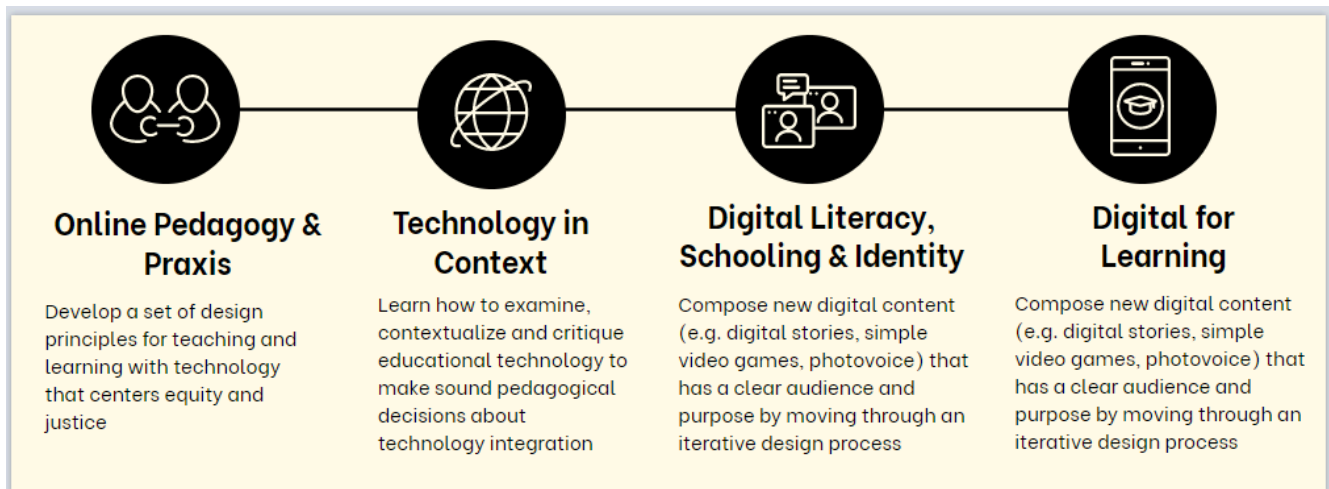 Online Pedagogy &
Praxis
Develop a set of design
principles for teaching and
learning with technology
that centers equity and
justice
Technology in
Context
Learn how to examine,
contextualize and critique
educational technology to
make sound pedagogical
decisions about
technology integration
Digital Literacy,
Schooling & Identity
Compose new digital content
(e.g. digital stories, simple
video games, photovoice) that
has a clear audience and
purpose by moving through an
iterative design process
Digital for
Learning
Compose new digital content
(e.g. digital stories, simple
video games, photovoice) that
has a clear audience and
purpose by moving through an
iterative design process